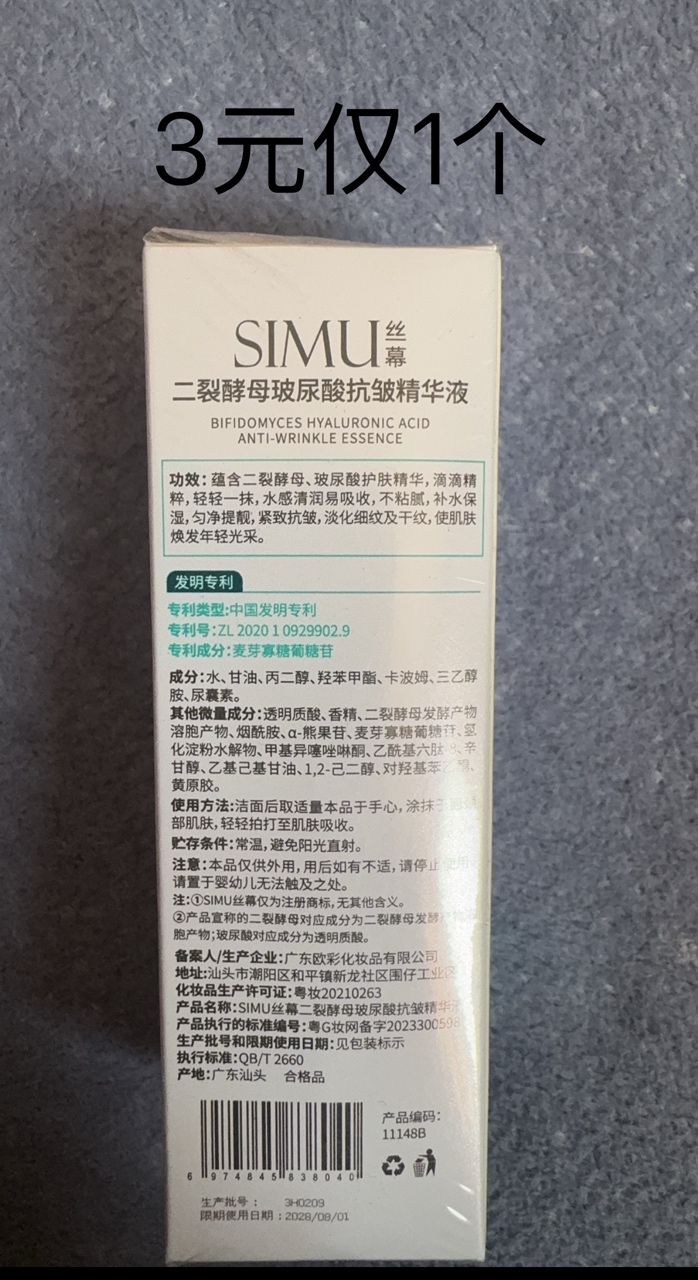 3元仅1个
SIMU丝幕
二裂酵母玻尿酸抗皱精华液
BIFIDOMYCES HYALURONIC ACID
ANTI-WRINKLE ESSENCE
功效：蕴含二裂酵母、玻尿酸护肤精华，滴滴精
粹，轻轻一抹，水感清润易吸收，不粘腻，补水保
湿，匀净提靓，紧致抗皱，淡化细纹及干纹，使肌肤
焕发年轻光采。
发明专利
专利类型:中国发明专利
专利号：ZL 2020 1 0929902.9
专利成分：麦芽寡糖葡糖苷
成分：水、甘油、丙二醇、羟苯甲酯、卡波姆、三乙醇
胺、尿囊素。
其他微量成分：透明质酸、香精、二裂酵母发酵产物
溶胞产物、烟酰胺、α-熊果苷、麦芽寡糖葡糖苷、氢
化淀粉水解物、甲基异噻唑啉酮、乙酰基六肽-8、辛
甘醇、乙基己基甘油、1,2-己二醇、对羟基苯乙酮、
黄原胶。
使用方法：洁面后取适量本品于手心，涂抹于
部肌肤，轻轻拍打至肌肤吸收。
贮存条件：常温，避免阳光直射。
注意：本品仅供外用，用后如有不适，请停止使用
请置于婴幼儿无法触及之处。
注：①SIMU丝幕仅为注册商标，无其他含义。
②产品宣称的二裂酵母对应成分为二裂酵母发酵产物溶
胞产物；玻尿酸对应成分为透明质酸。
备案人/生产企业：广东欧彩化妆品有限公司
地址：汕头市潮阳区和平镇新龙社区围仔工业区
化妆品生产许可证：粤妆20210263
产品名称：SIMU丝幕二裂酵母玻尿酸抗皱精华液
产品执行的标准编号：粤G妆网备字2023300598
生产批号和限期使用日期：见包装标示
执行标准：QB/T 2660
产地：广东汕头 合格品
产品编码：
11148B
6 974845 838040
生产批号： 3H0209
限期使用日期：2028/08/01